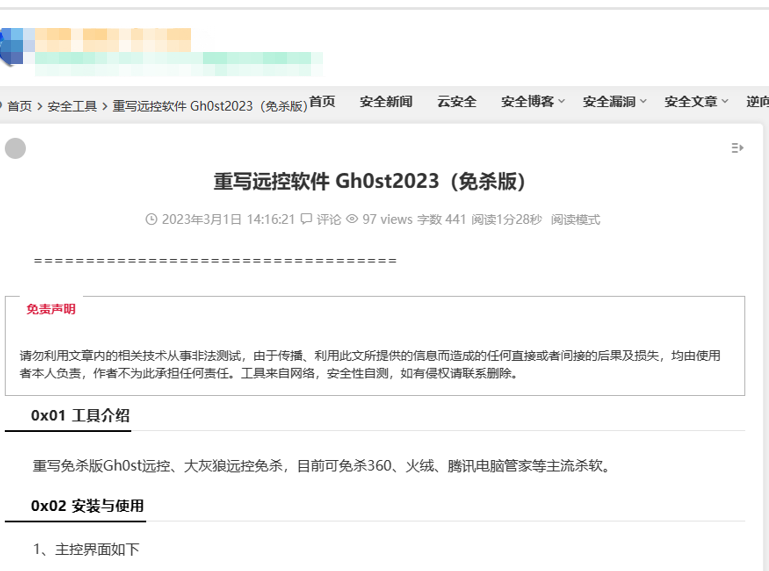 首页 > 安全工具 > 重写远控软件 Gh0st2023（免杀版）
首页 安全新闻 云安全 安全博客 安全漏洞 安全文章 逆向
重写远控软件 Gh0st2023（免杀版）
2023年3月1日 14:16:21 评论 97 views 字数 441 阅读1分28秒 阅读模式
===================================
免责声明
请勿利用文章内的相关技术从事非法测试，由于传播、利用此文所提供的信息而造成的任何直接或者间接的后果及损失，均由使用
者本人负责，作者不为此承担任何责任。工具来自网络，安全性自测，如有侵权请联系删除。
0x01 工具介绍
重写免杀版Gh0st远控、大灰狼远控免杀，目前可免杀360、火绒、腾讯电脑管家等主流杀软。
0x02 安装与使用
1、主控界面如下